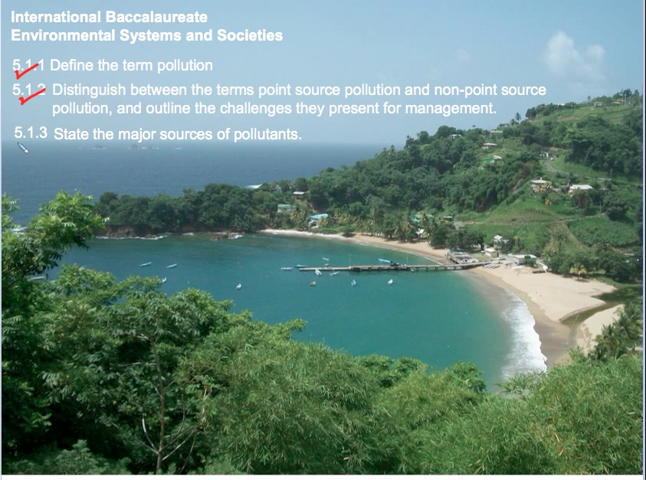 International Baccalaureate
Environmental Systems and Societies
5.1.1 Define the term pollution
5.1.2 Distinguish between the terms point source pollution and non-point source
pollution, and outline the challenges they present for management.
5.1.3 State the major sources of pollutants.